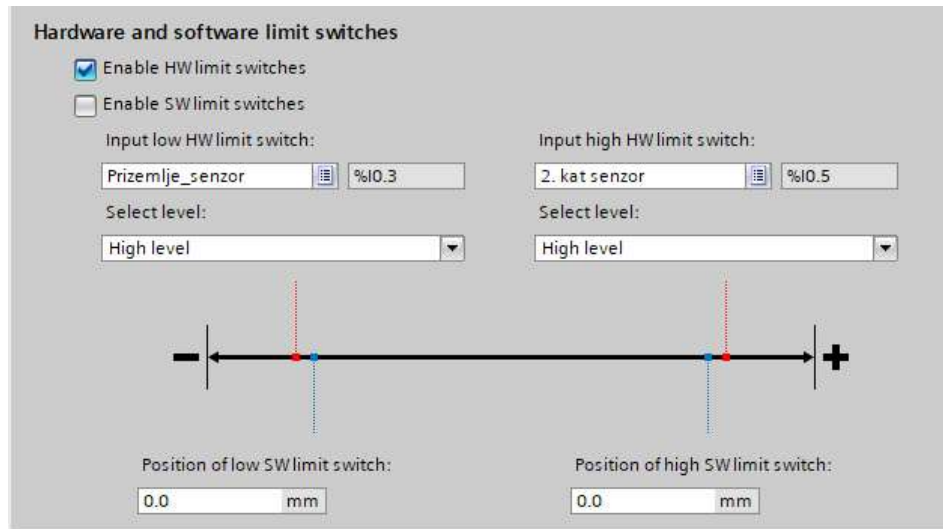 Hardware and software limit switches
Enable HW limit switches
Enable SW limit switches
Input low HW limit switch: Input high HW limit switch:
Prizemlje_senzor %I0.3 2. kat senzor %I0.5
Select level: Select level:
High level High level
Position of low SW limit switch: Position of high SW limit switch:
0.0 mm 0.0 mm